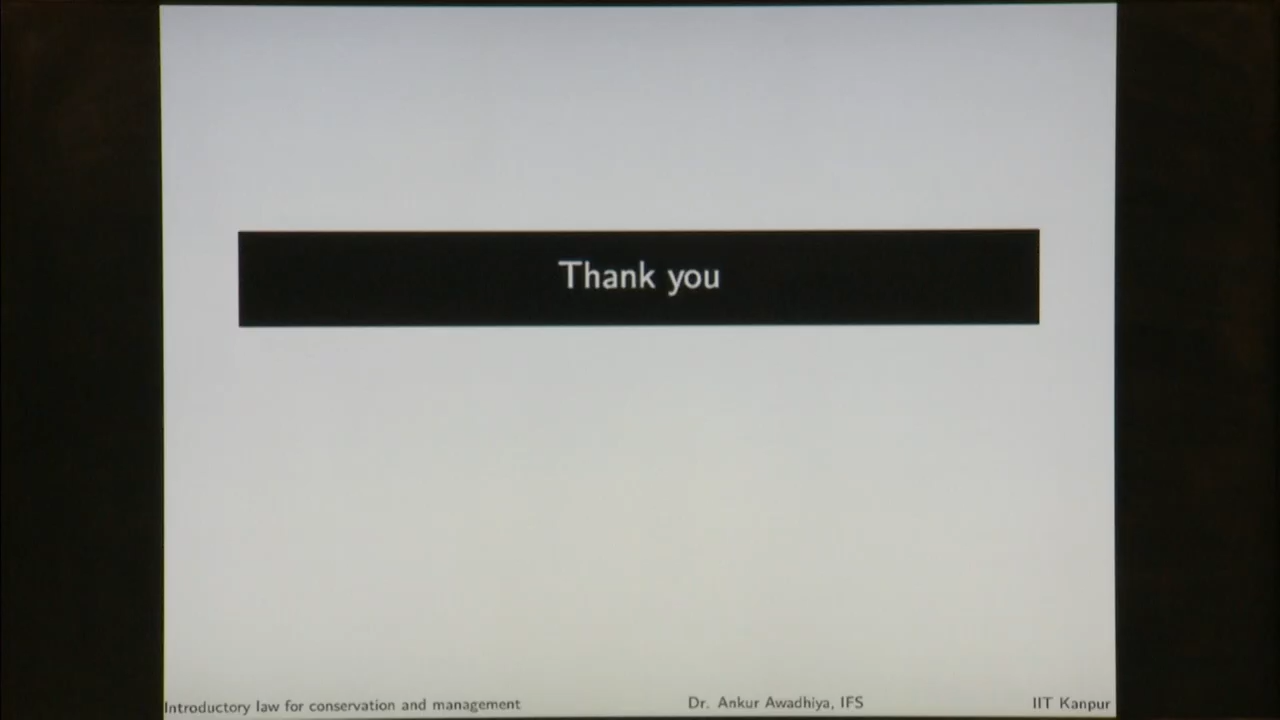 Thank you
Introductory law for conservation and management Dr. Ankur Awadhiya, IFS IIT Kanpur